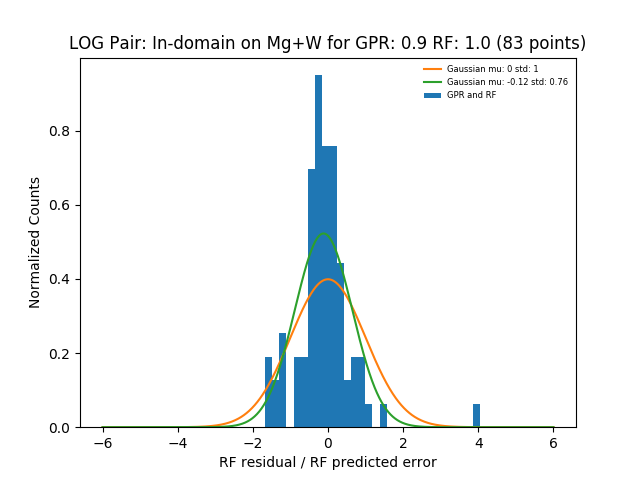 LOG Pair: In-domain on Mg+W for GPR: 0.9 RF: 1.0 (83 points)
Gaussian mu: 0 std: 1
Gaussian mu: -0.12 std: 0.76
GPR and RF
Normalized Counts
0.8
0.6
0.4
0.2
0.0
−6 −4 −2 0 2 4 6
RF residual / RF predicted error